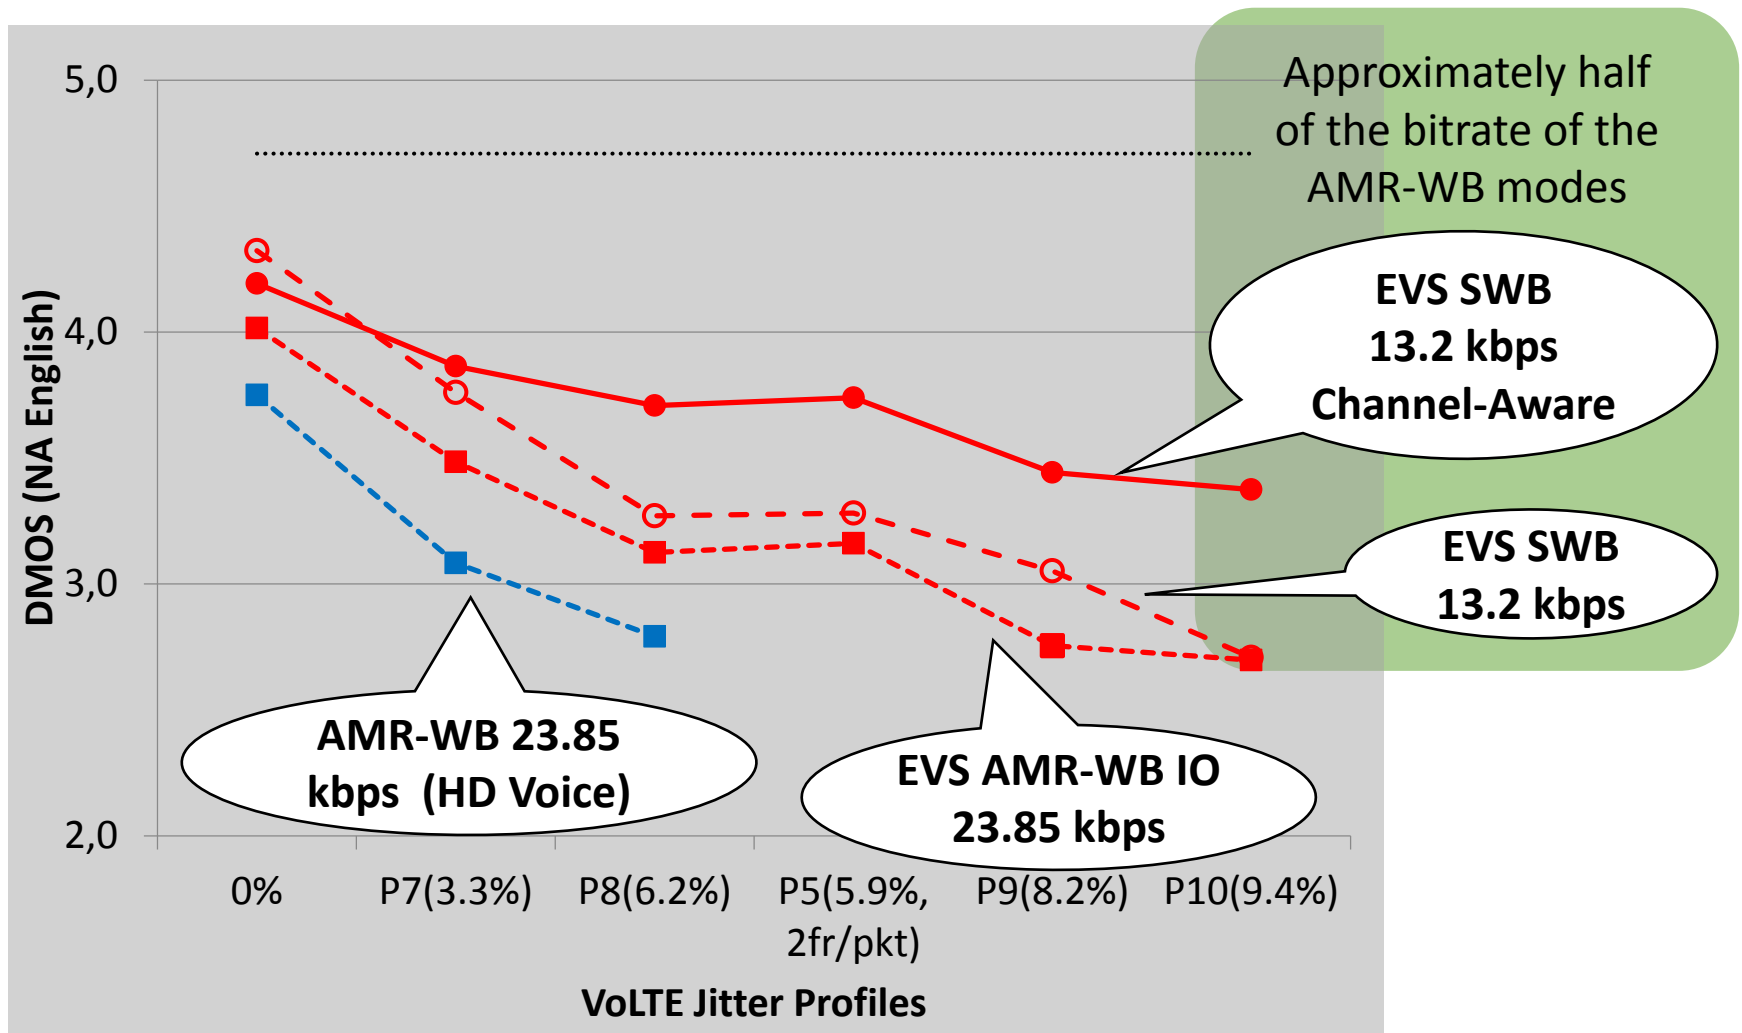 Approximately half
of the bitrate of the
AMR-WB modes
5,0
4,0
3,0
2,0
DMOS (NA English)
EVS SWB
13.2 kbps
Channel-Aware
EVS SWB
13.2 kbps
AMR-WB 23.85
kbps (HD Voice)
EVS AMR-WB IO
23.85 kbps
0%
P7(3.3%)
P8(6.2%)
P5(5.9%,
2fr/pkt)
P9(8.2%)
P10(9.4%)
VoLTE Jitter Profiles